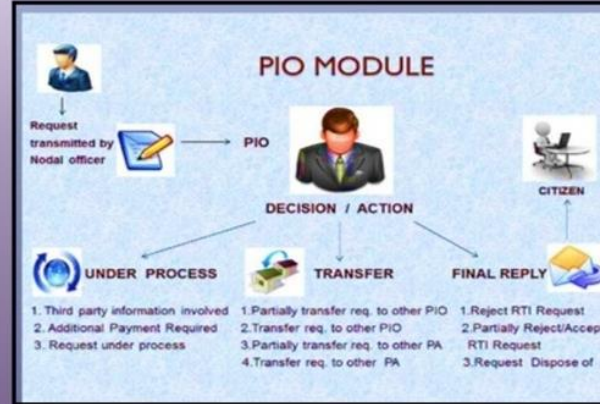 PIO MODULE
Request
transmitted by
Nodal officer
PIO
CITIZEN
DECISION / ACTION
UNDER PROCESS
1. Third party information involved
2. Additional Payment Required
3. Request under process
TRANSFER
1.Partially transfer req. to other PIO
2.Transfer req. to other PIO
3.Partially transfer req. to other PA
4.Transfer req. to other PA
FINAL REPLY
1.Reject RTI Request
2.Partially Reject/Accep
RTI Request
3.Request Dispose of